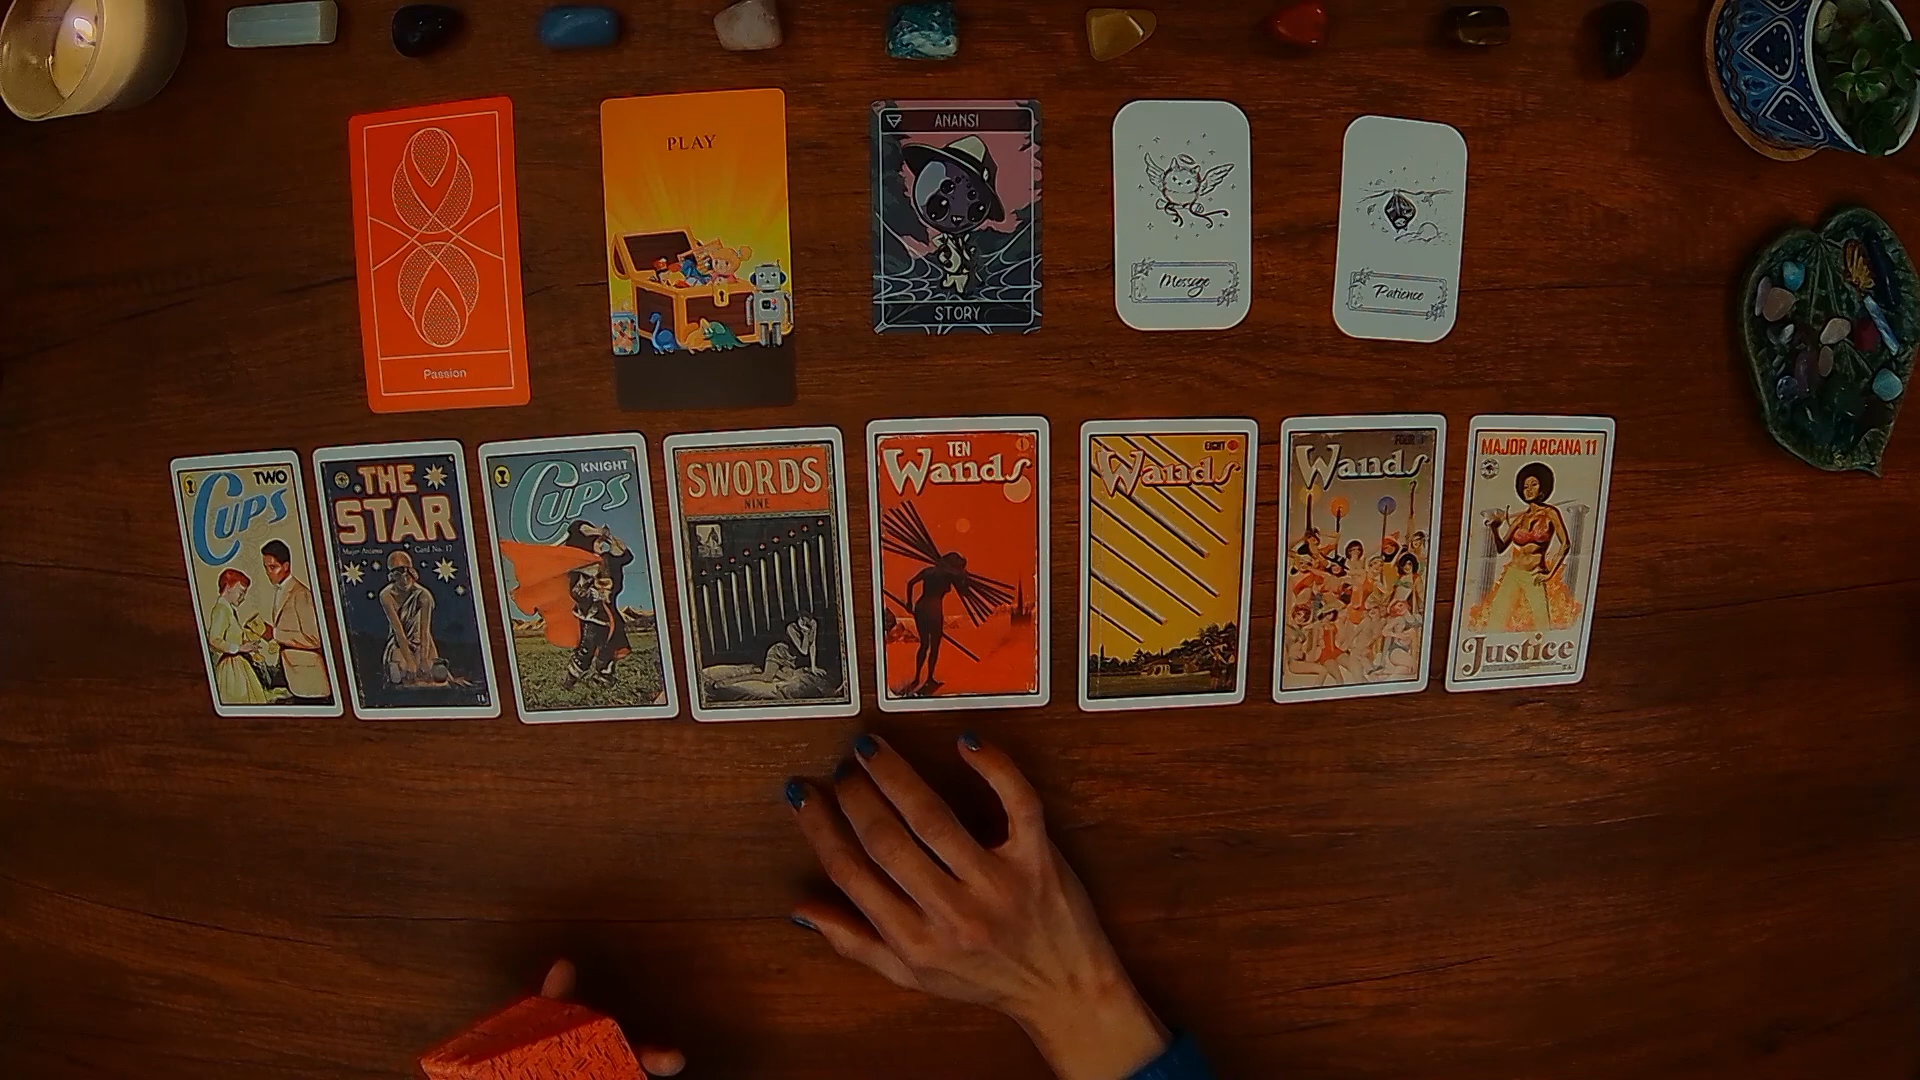 Passion
PLAY
ANANSI
STORY
Message
Patience
TWO
CUPS
THE
STAR
Major Arcana Card No. 17
KNIGHT
CUPS
SWORDS
NINE
TEN
Wands
EIGHT
Wands
FOUR
Wands
MAJOR ARCANA 11
Justice